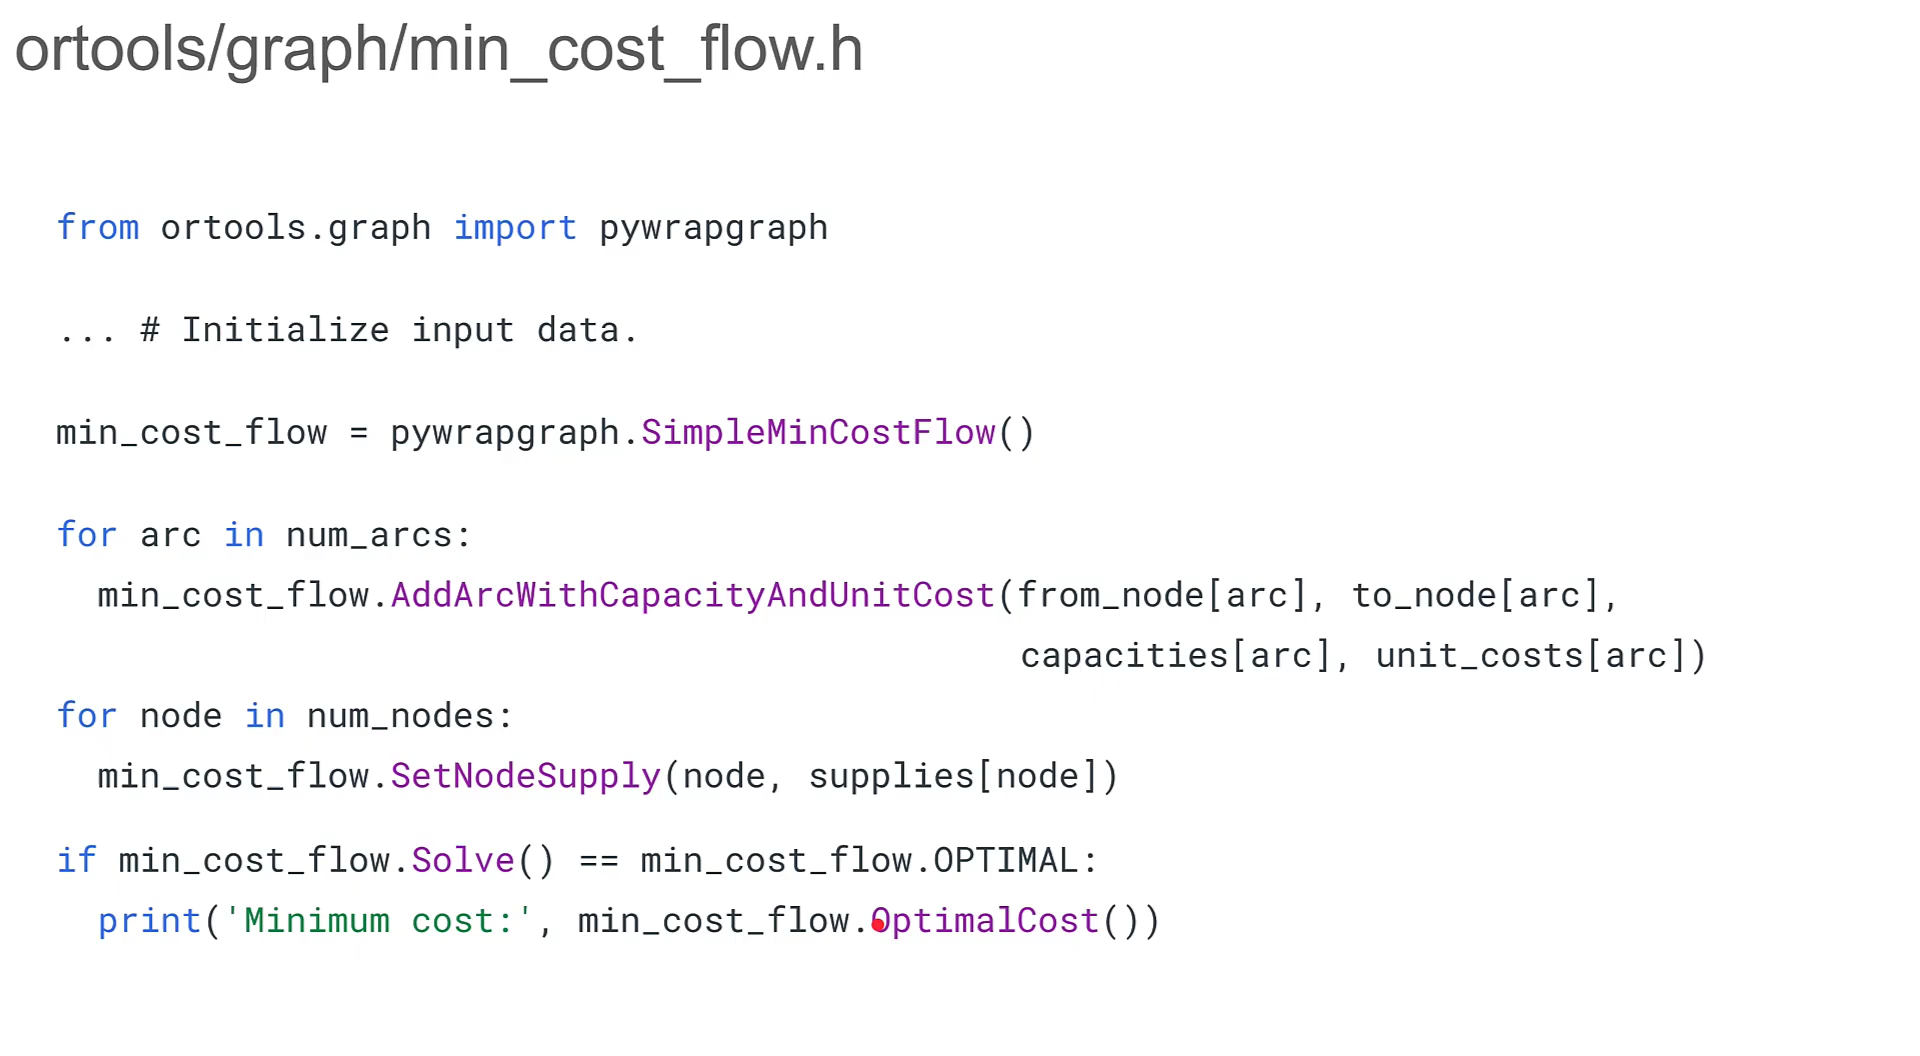 ortools/graph/min_cost_flow.h
from ortools.graph import pywrapgraph
... # Initialize input data.
min_cost_flow = pywrapgraph.SimpleMinCostFlow()
for arc in num_arcs:
  min_cost_flow.AddArcWithCapacityAndUnitCost(from_node[arc], to_node[arc],
                                              capacities[arc], unit_costs[arc])
for node in num_nodes:
  min_cost_flow.SetNodeSupply(node, supplies[node])
if min_cost_flow.Solve() == min_cost_flow.OPTIMAL:
  print('Minimum cost:', min_cost_flow.OptimalCost())